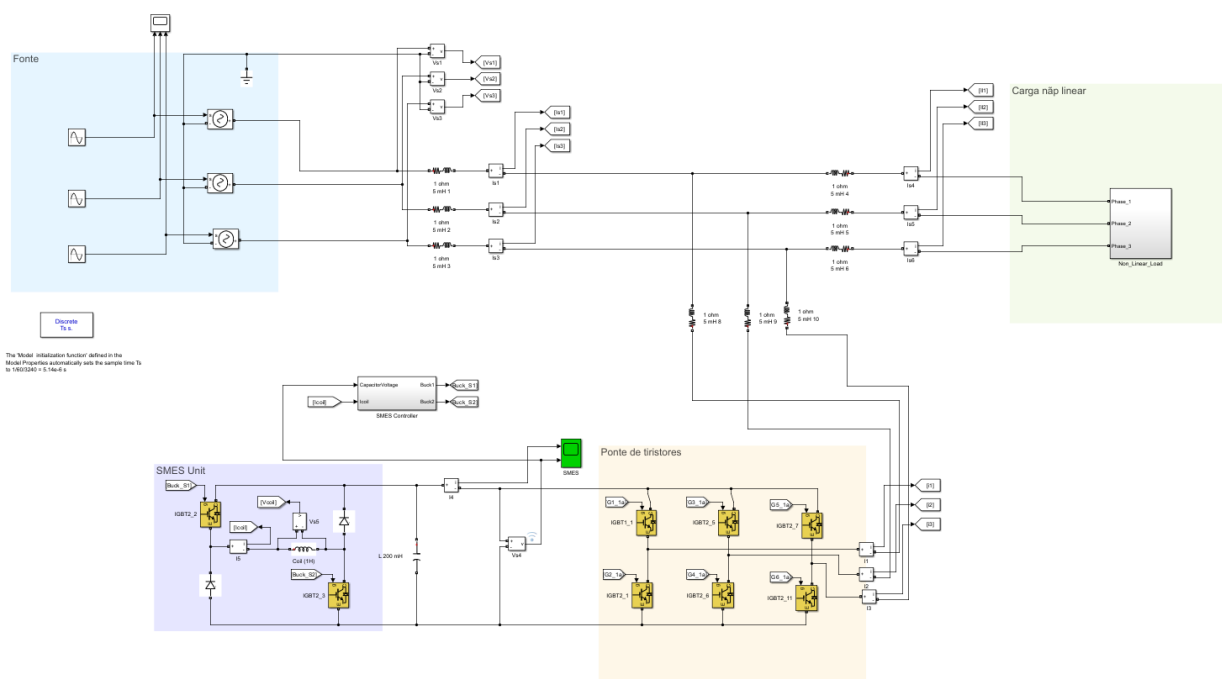 Fonte
Vs1
[Vs1]
Vs2
[Vs2]
Vs3
[Vs3]
[Is1]
[Is2]
[Is3]
1 ohm
5 mH 1
Is1
1 ohm
5 mH 2
Is2
1 ohm
5 mH 3
Is3
[Il1]
[Il2]
[Il3]
1 ohm
5 mH 4
Is4
1 ohm
5 mH 5
Is5
1 ohm
5 mH 6
Is6
Carga nãp linear
Phase_1
Phase_2
Phase_3
Non_Linear_Load
1 ohm
5 mH 8
1 ohm
5 mH 9
1 ohm
5 mH 10
Discrete
Ts s.
The 'Model initialization function' defined in the
Model Properties automatically sets the sample time Ts
to 1/60/3240 = 5.14e-6 s
CapacitorVoltage
Icoil
Buck1
Buck2
[Icoil]
Buck_S1]
Buck_S2]
SMES Controller
SMES
SMES Unit
Buck_S1]
IGBT2_2
[Vcoil]
Vs5
[Icoil]
I5
Coil (1H)
Buck_S2]
IGBT2_3
L 200 mH
I4
Vs4
Ponte de tiristores
G1_1a
IGBT1_1
G3_1a
IGBT2_5
G5_1a
IGBT2_7
G2_1a
IGBT2_1
G4_1a
IGBT2_6
G6_1a
IGBT2_11
[I1]
[I2]
[I3]
I1
I2
I3